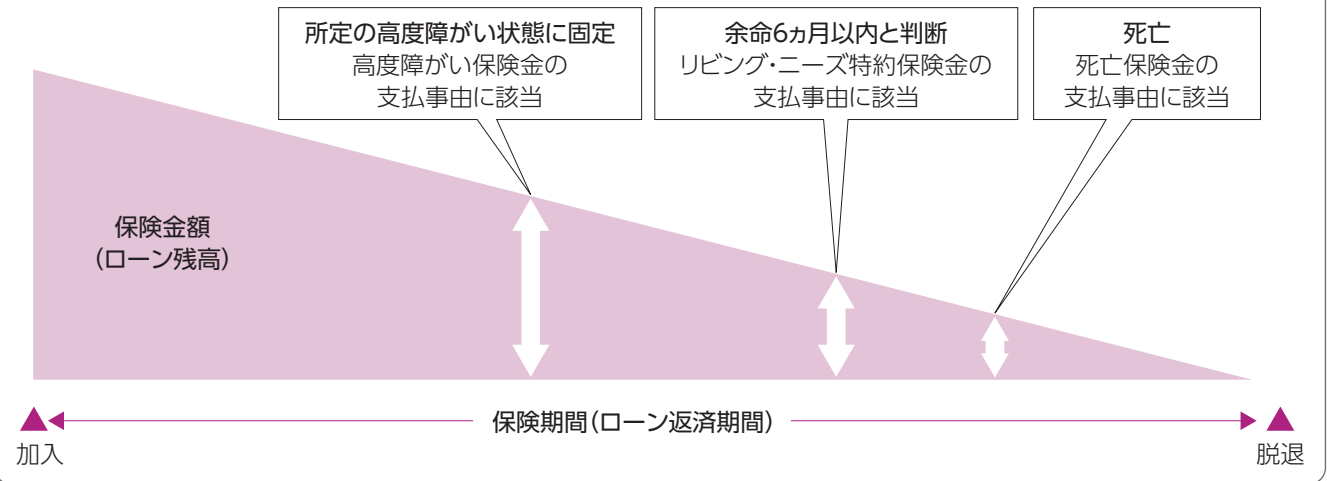 所定の高度障がい状態に固定
高度障がい保険金の
支払事由に該当
余命6ヵ月以内と判断
リビング・ニーズ特約保険金の
支払事由に該当
死亡
死亡保険金の
支払事由に該当
保険金額
(ローン残高)
保険期間(ローン返済期間)
加入
脱退